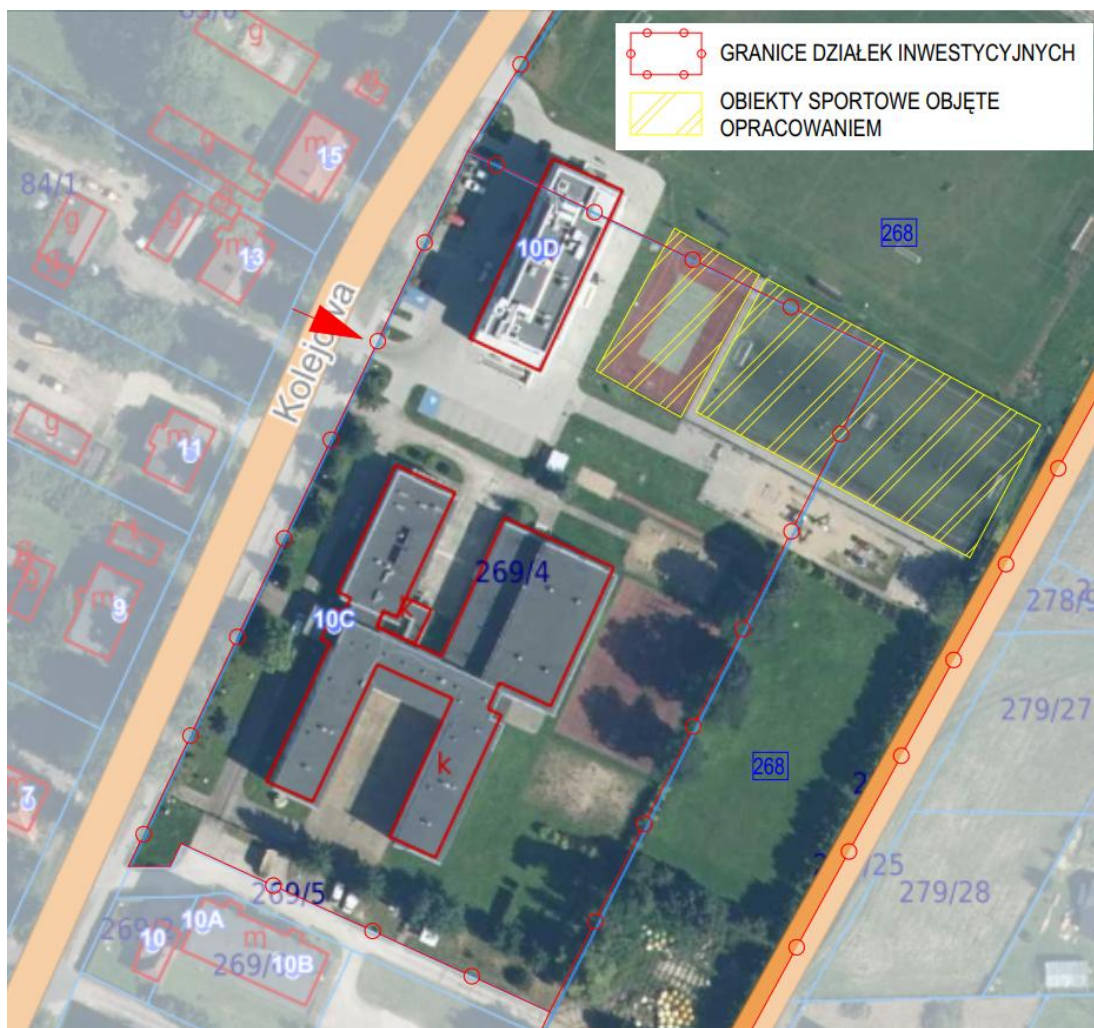 GRANICE DZIAŁEK INWESTYCYJNYCH
OBIEKTY SPORTOWE OBJĘTE
OPRACOWANIEM
g
g
m
15
84/1
g
g
m
13
10D
268
Kolejowa
g
m
11
m
9
269/4
10C
k
k
278/9
279/27
7
268
279/28
269/5
10A
10
m
10B